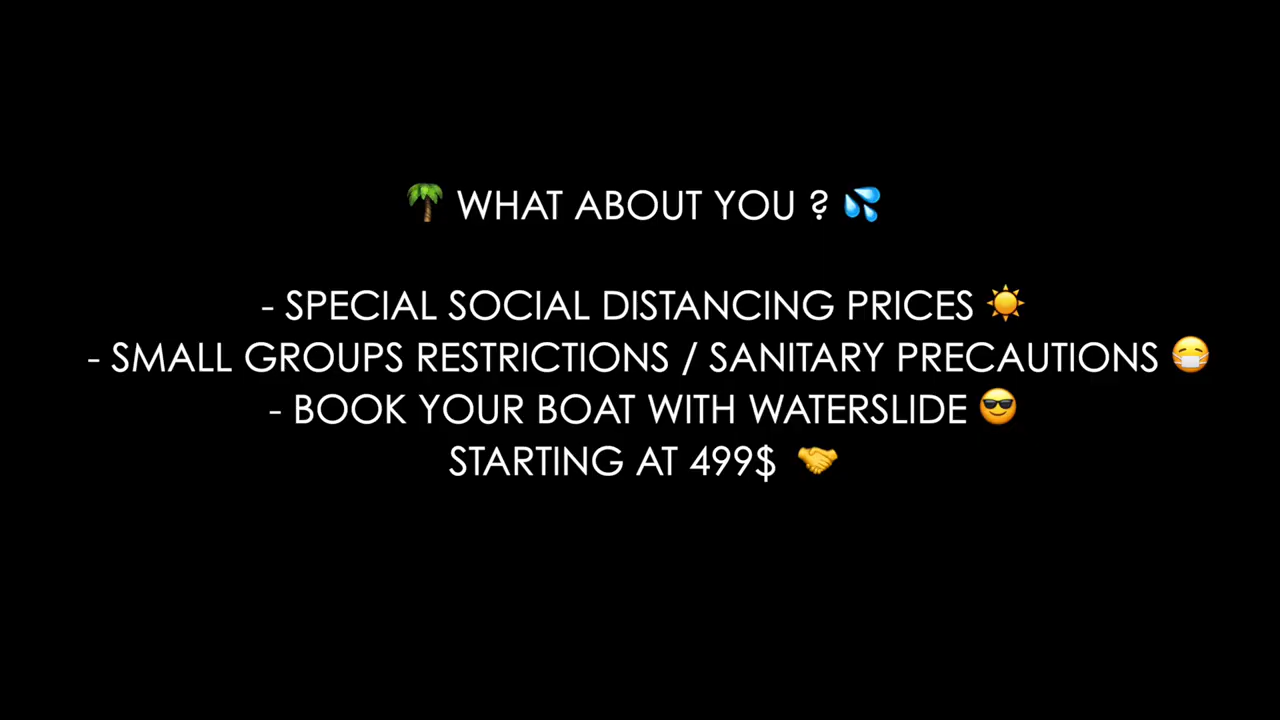 🌴 WHAT ABOUT YOU ? 💦
- SPECIAL SOCIAL DISTANCING PRICES ☀️
- SMALL GROUPS RESTRICTIONS / SANITARY PRECAUTIONS 😷
- BOOK YOUR BOAT WITH WATERSLIDE 😎
STARTING AT 499$ 🤝